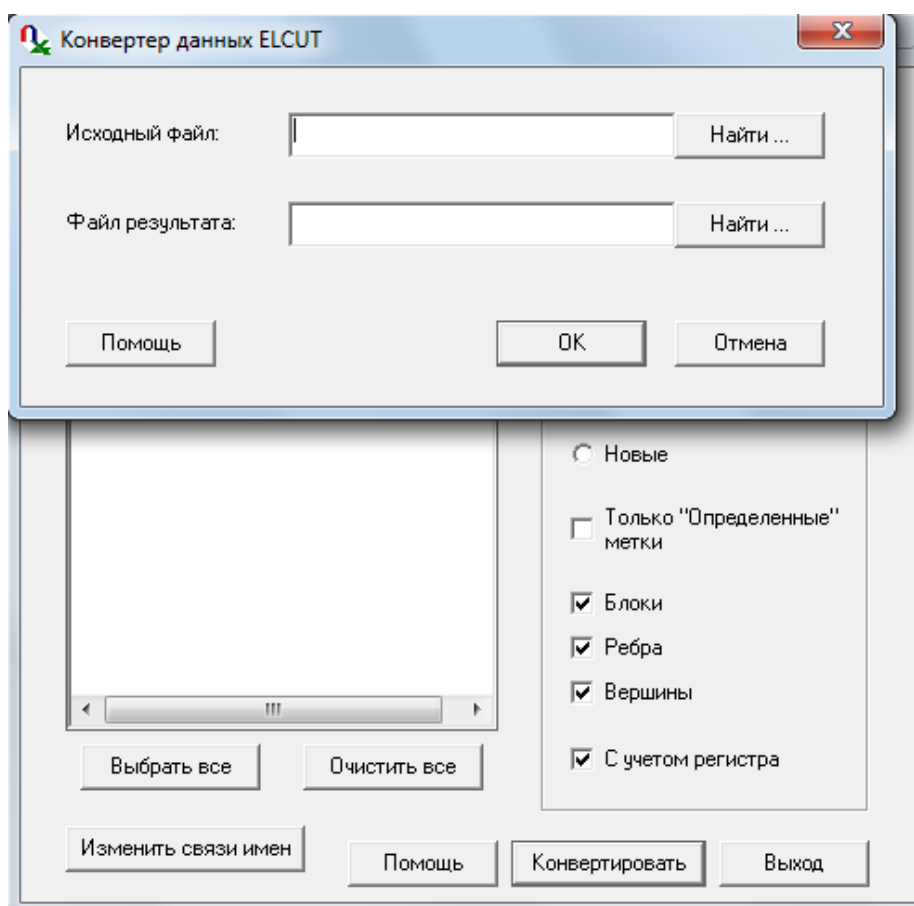 Конвертер данных ELCUT
Исходный файл:
Найти ...
Файл результата:
Найти ...
Помощь
OK
Отмена
Новые
Только "Определенные"
метки
Блоки
Ребра
Вершины
Выбрать все
Очистить все
С учетом регистра
Изменить связи имен
Помощь
Конвертировать
Выход